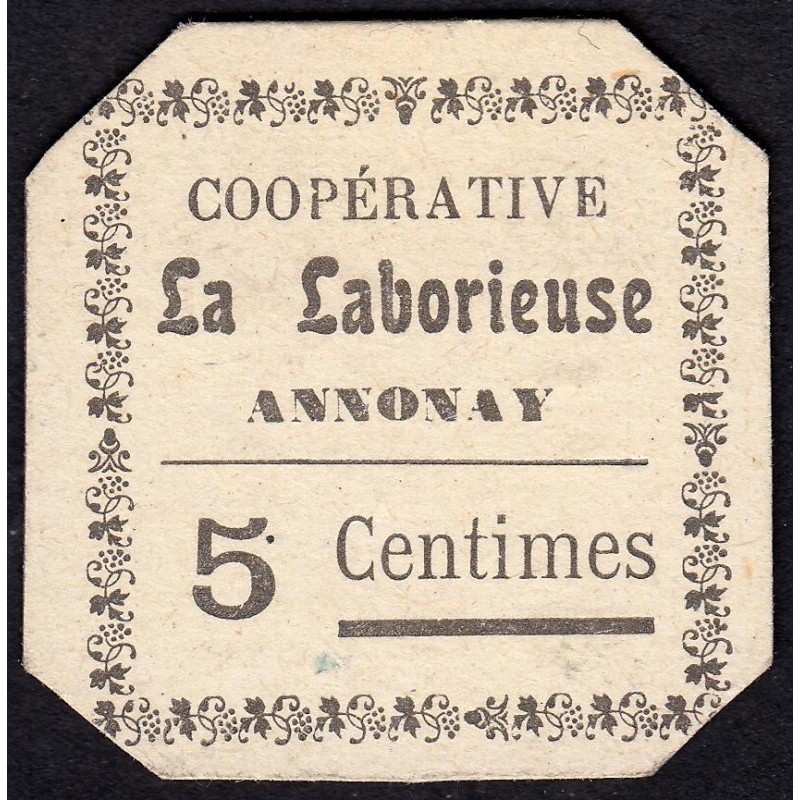 COOPÉRATIVE
La Laborieuse
ANNONAY
5 Centimes